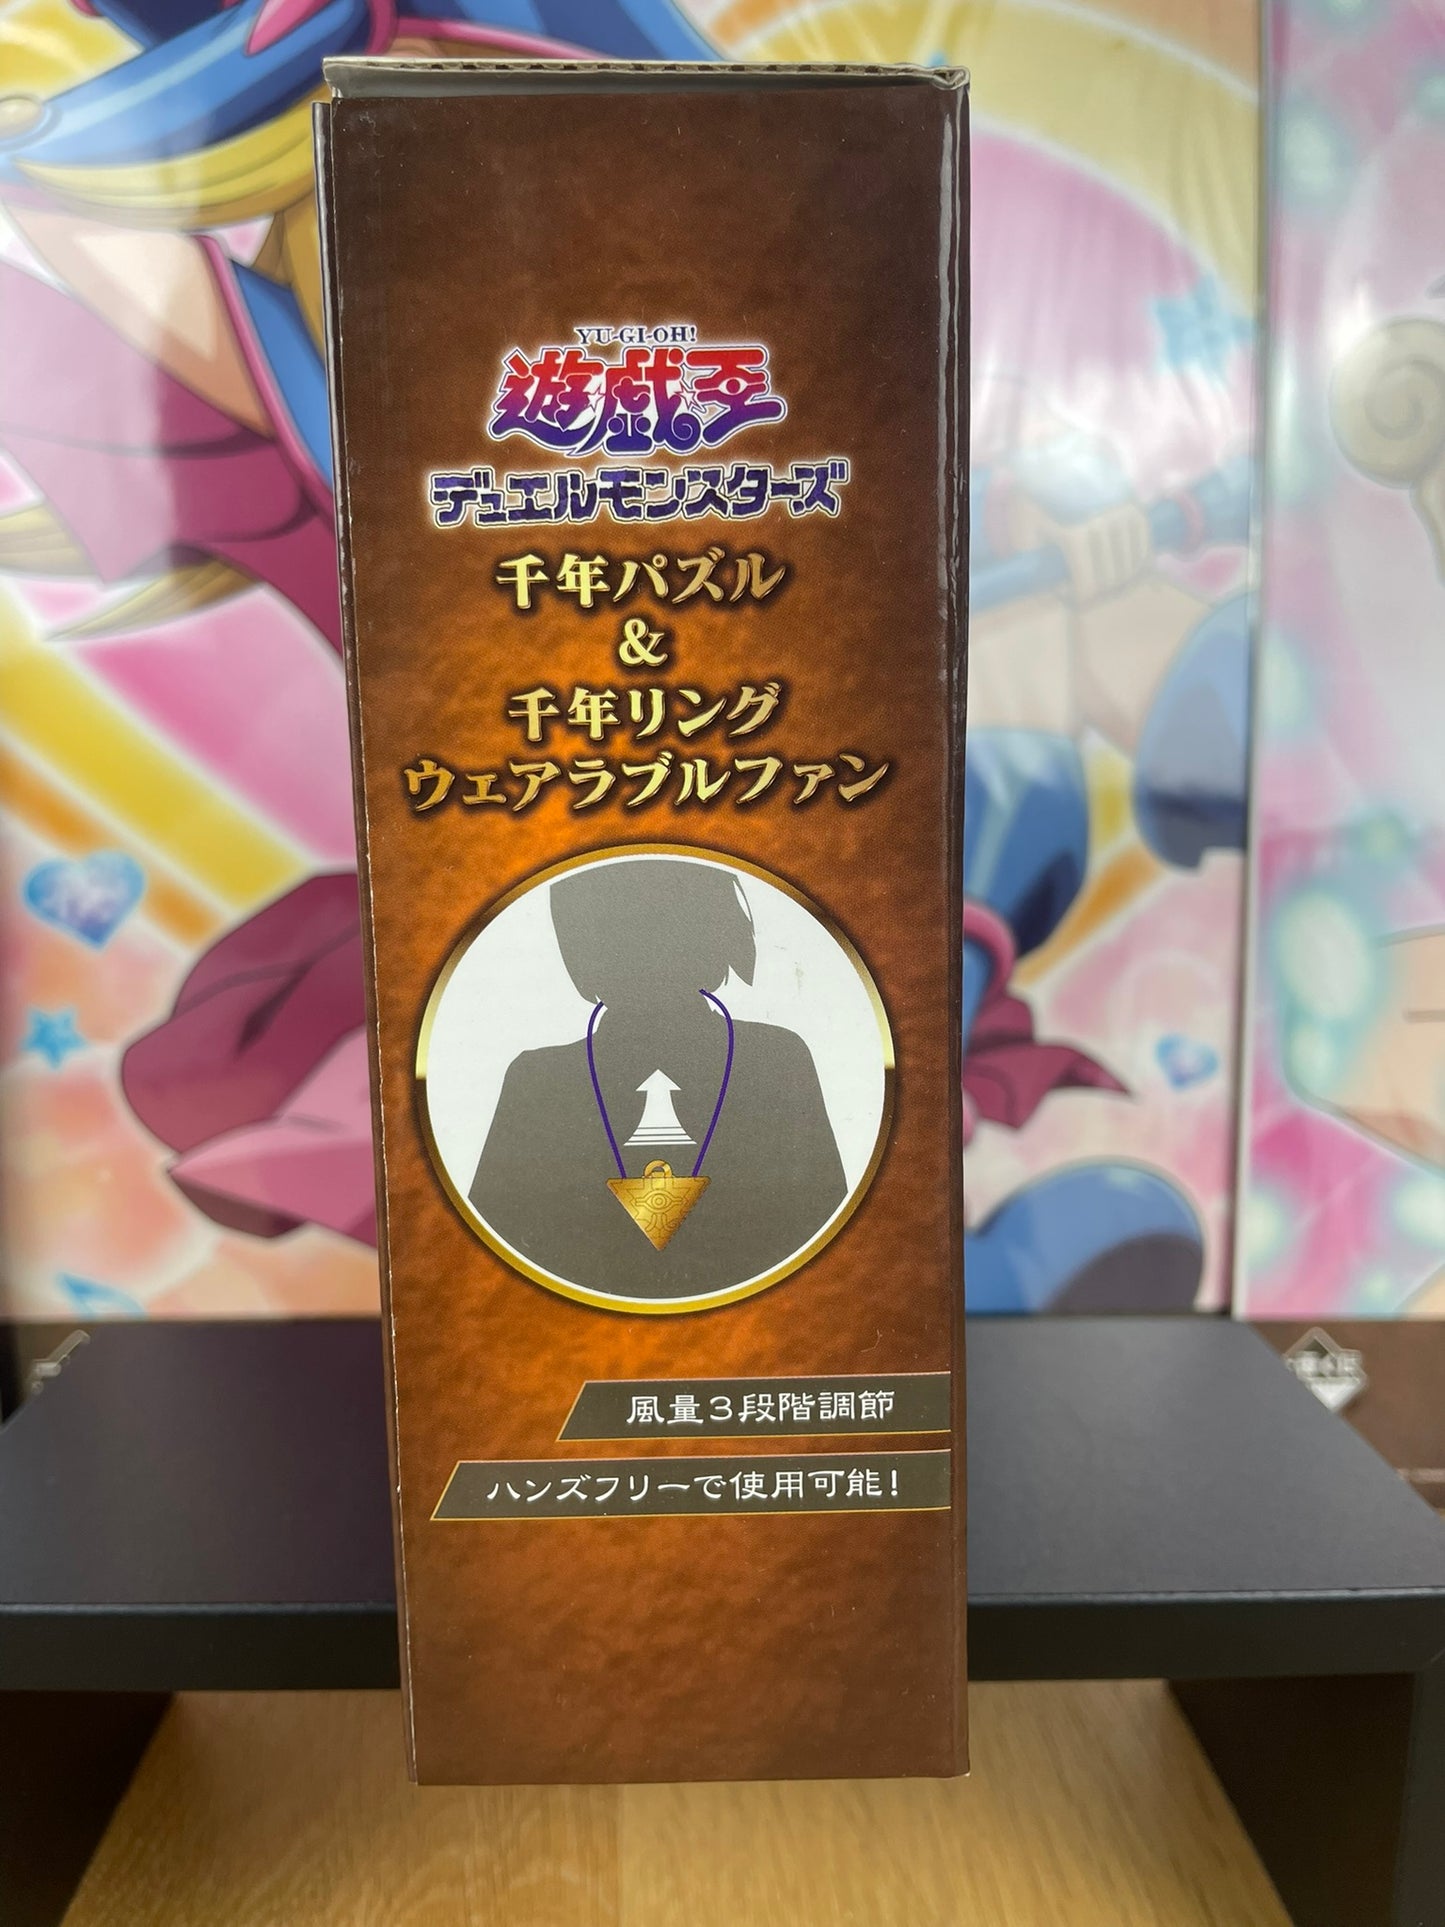 YU-GI-OH!
遊戯王
デュエルモンスターズ
千年パズル
&
千年リング
ウェアラブルファン
風量3段階調節
ハンズフリーで使用可能!